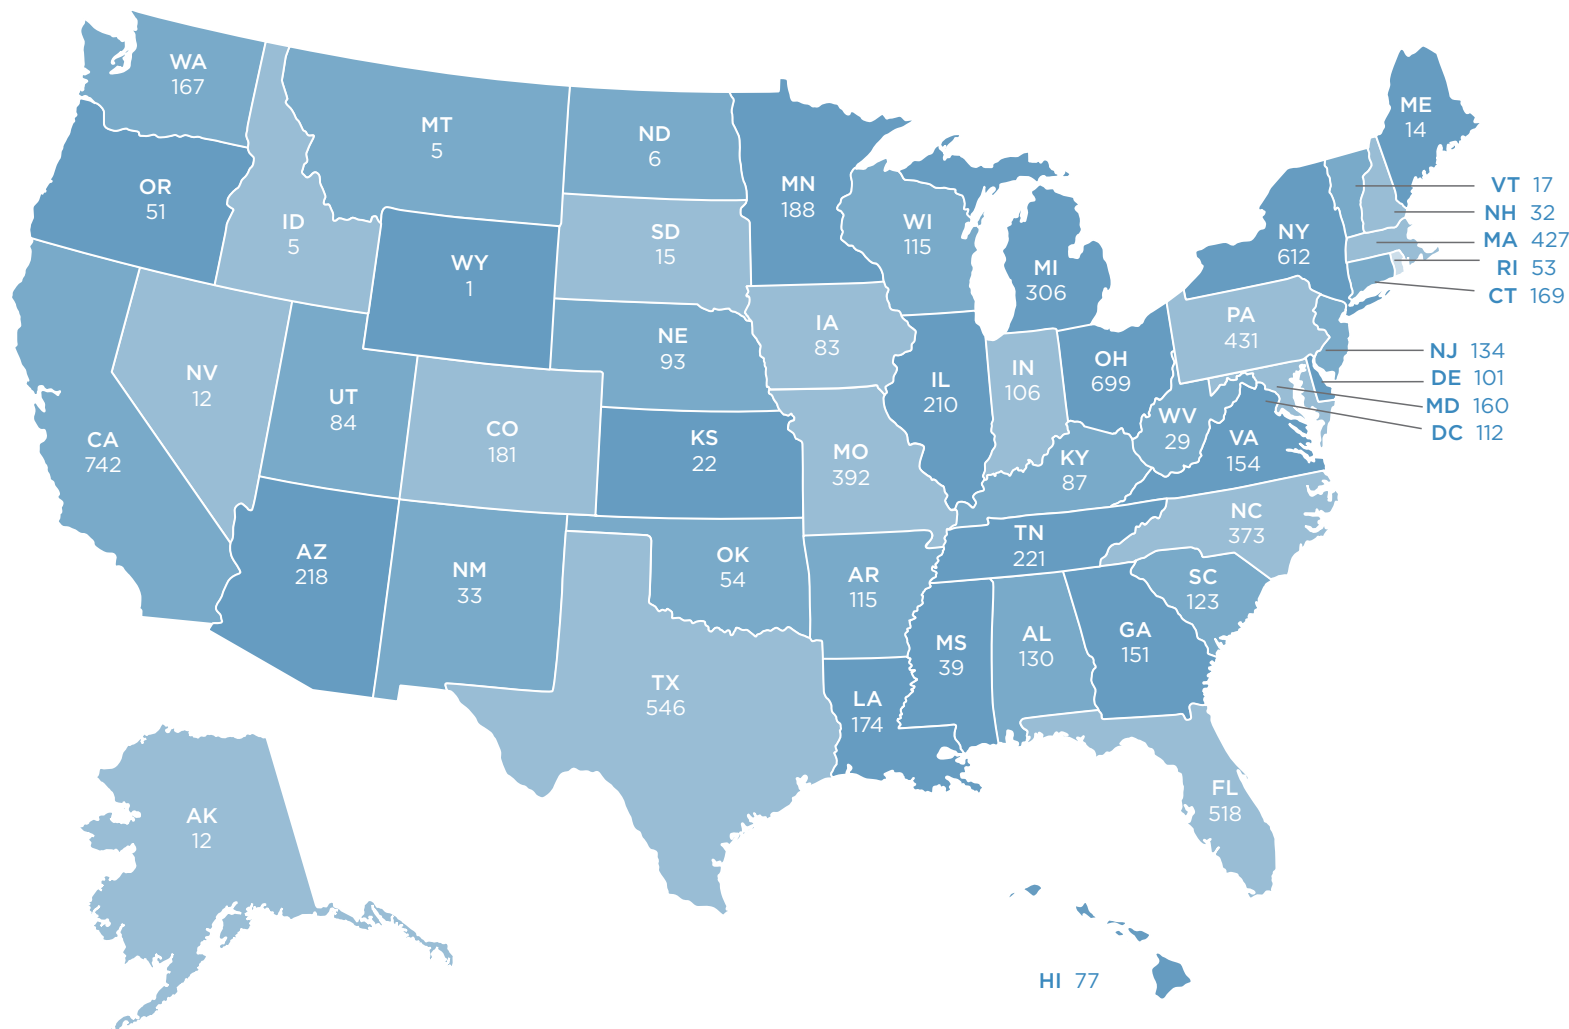 WA
167
MT
5
ND
6
ME
14
OR
51
ID
5
MN
188
VT 17
NH 32
MA 427
RI 53
CT 169
WI
115
NY
612
SD
15
WY
1
MI
306
PA
431
IA
83
NE
93
NJ 134
DE 101
MD 160
DC 112
OH
699
IN
106
IL
210
NV
12
UT
84
WV
29
VA
154
CO
181
KS
22
CA
742
MO
392
KY
87
NC
373
TN
221
AZ
218
NM
33
OK
54
AR
115
SC
123
GA
151
AL
130
MS
39
TX
546
LA
174
FL
518
AK
12
HI 77